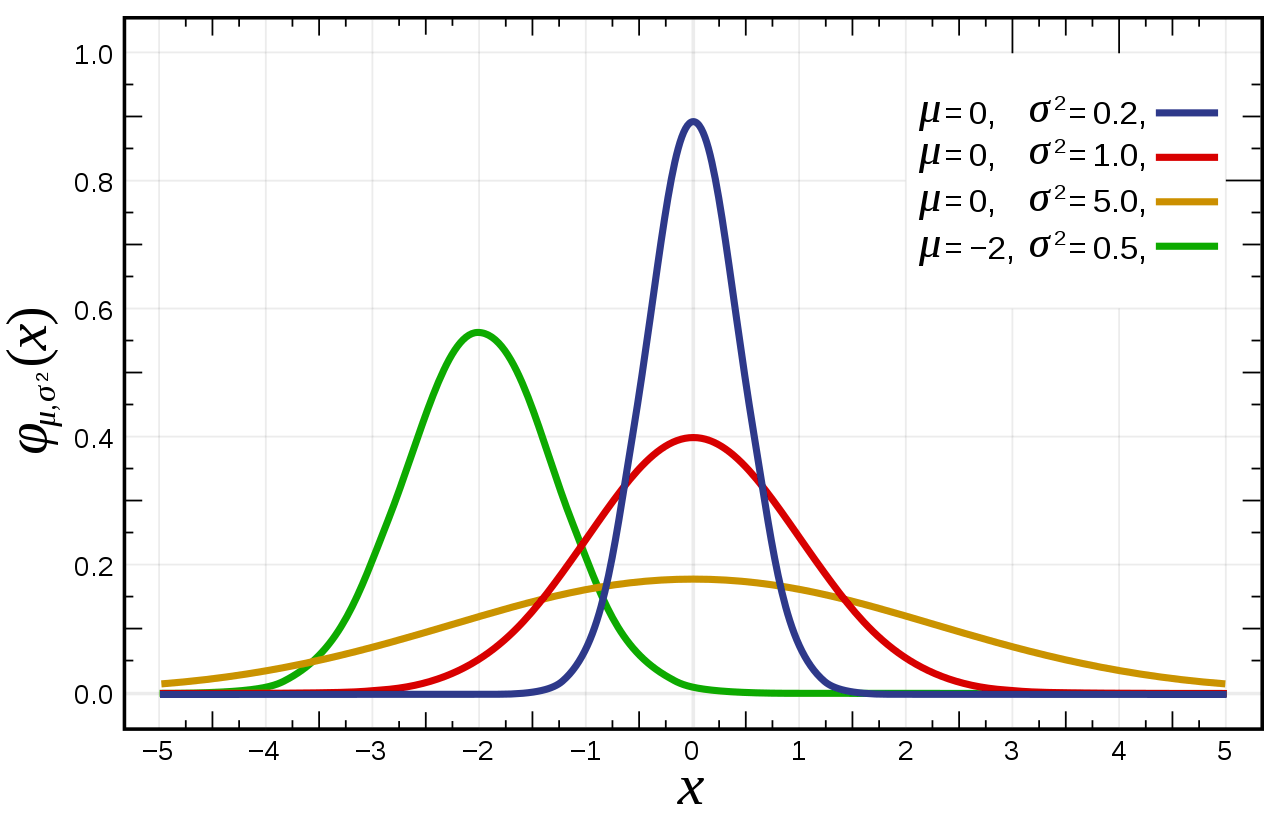 1.0
μ = 0, σ² = 0.2,
μ = 0, σ² = 1.0,
0.8
μ = 0, σ² = 5.0,
μ = −2, σ² = 0.5,
0.6
φμ,σ²(x)
0.4
0.2
0.0
−5 −4 −3 −2 −1 0 1 2 3 4 5
x